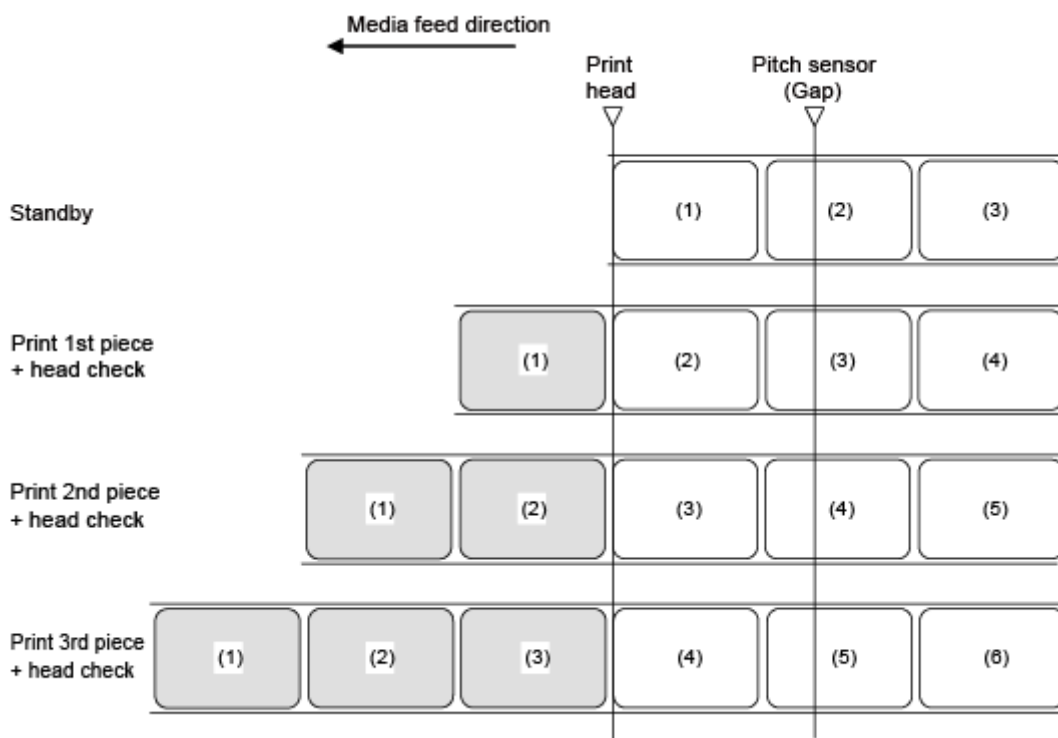 Media feed direction
Print
head
Pitch sensor
(Gap)
Standby
(1) (2) (3)
Print 1st piece
+ head check
(1) (2) (3) (4)
Print 2nd piece
+ head check
(1) (2) (3) (4) (5)
Print 3rd piece
+ head check
(1) (2) (3) (4) (5) (6)